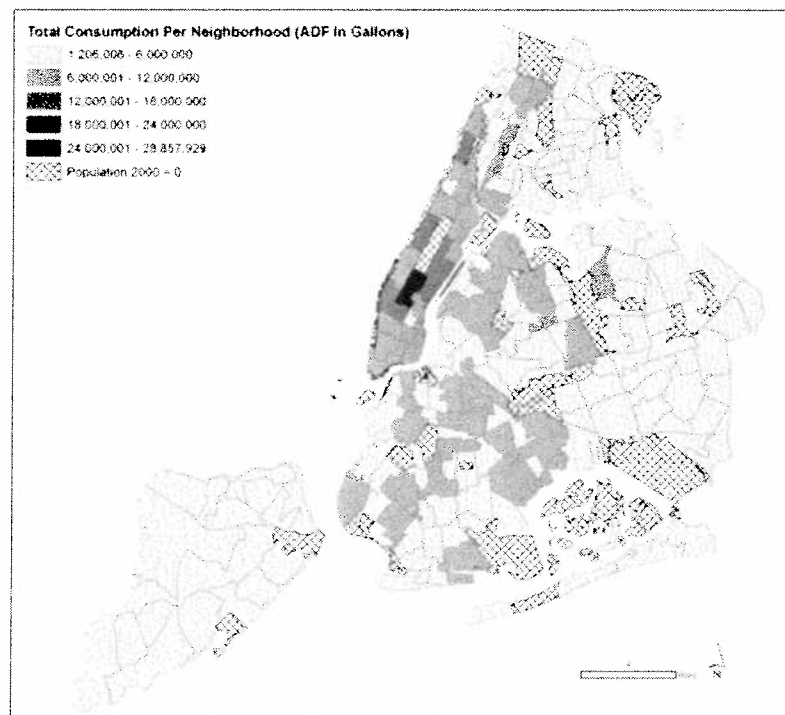 Total Consumption Per Neighborhood (ADF in Gallons)
1,206,008 - 6,000,000
6,000,001 - 12,000,000
12,000,001 - 18,000,000
18,000,001 - 24,000,000
24,000,001 - 28,857,929
Population 2000 = 0